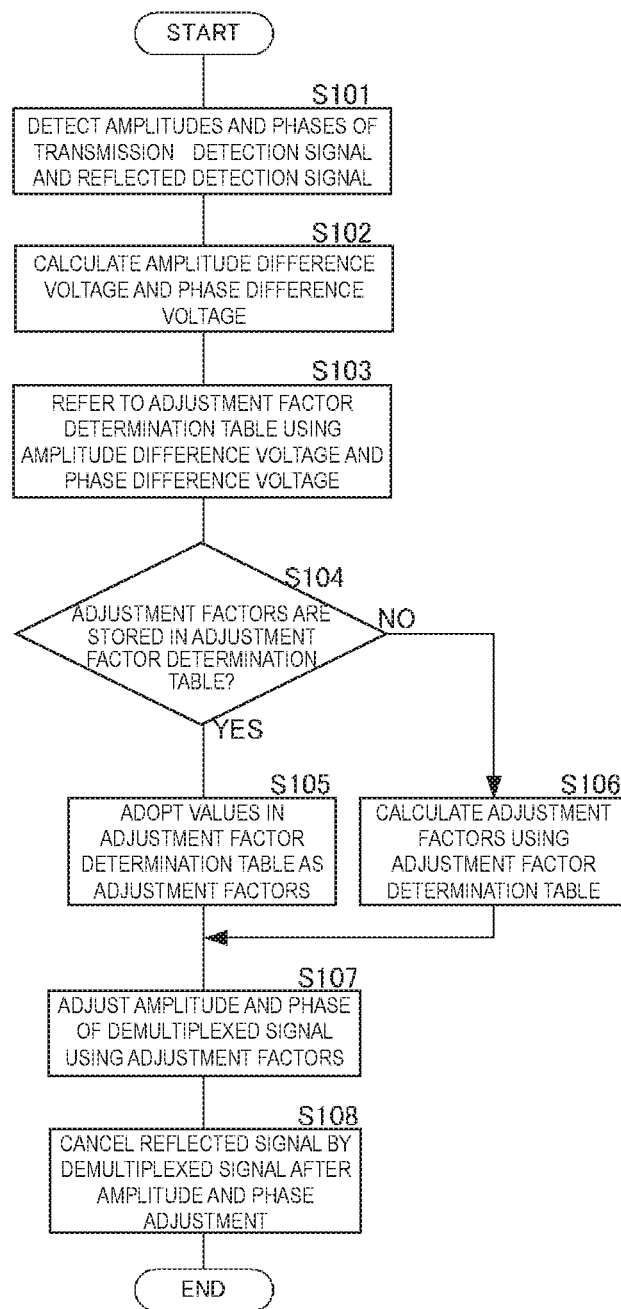 START
S101
DETECT AMPLITUDES AND PHASES OF
TRANSMISSION DETECTION SIGNAL
AND REFLECTED DETECTION SIGNAL
S102
CALCULATE AMPLITUDE DIFFERENCE
VOLTAGE AND PHASE DIFFERENCE
VOLTAGE
S103
REFER TO ADJUSTMENT FACTOR
DETERMINATION TABLE USING
AMPLITUDE DIFFERENCE VOLTAGE AND
PHASE DIFFERENCE VOLTAGE
S104
ADJUSTMENT FACTORS ARE
STORED IN ADJUSTMENT
FACTOR DETERMINATION
TABLE?
NO
YES
S105
ADOPT VALUES IN
ADJUSTMENT FACTOR
DETERMINATION TABLE AS
ADJUSTMENT FACTORS
S106
CALCULATE ADJUSTMENT
FACTORS USING
ADJUSTMENT FACTOR
DETERMINATION TABLE
S107
ADJUST AMPLITUDE AND PHASE
OF DEMULTIPLEXED SIGNAL
USING ADJUSTMENT FACTORS
S108
CANCEL REFLECTED SIGNAL BY
DEMULTIPLEXED SIGNAL AFTER
AMPLITUDE AND PHASE
ADJUSTMENT
END